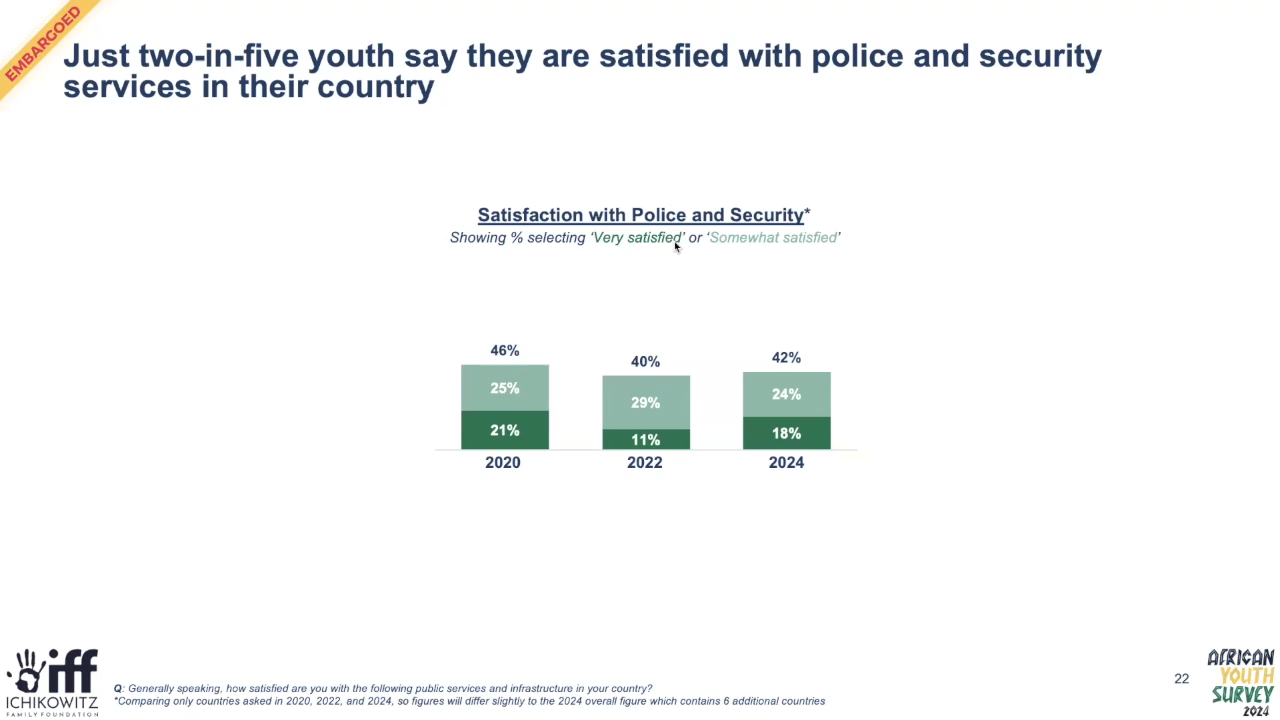 EMBARGOED
Just two-in-five youth say they are satisfied with police and security
services in their country
Satisfaction with Police and Security*
Showing % selecting ‘Very satisfied’ or ‘Somewhat satisfied’
46%
40%
42%
25%
29%
24%
21%
11%
18%
2020
2022
2024
iff
ICHIKOWITZ
FAMILY FOUNDATION
Q: Generally speaking, how satisfied are you with the following public services and infrastructure in your country?
*Comparing only countries asked in 2020, 2022, and 2024, so figures will differ slightly to the 2024 overall figure which contains 6 additional countries
22
AFRICAN
YOUTH
SURVEY
2024